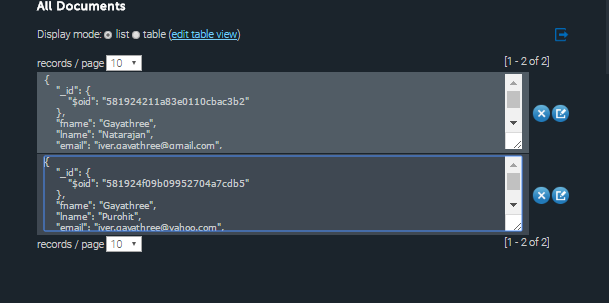 All Documents
Display mode: list table (edit table view)
records / page 10 [1 - 2 of 2]
{
"_id": {
"$oid": "581924211a83e0110cbac3b2"
},
"fname": "Gayathree",
"lname": "Natarajan",
"email": "iyer.gayathree@gmail.com",
{
"_id": {
"$oid": "581924f09b09952704a7cdb5"
},
"fname": "Gayathree",
"lname": "Purohit",
"email": "iyer.gayathree@yahoo.com",
records / page 10 [1 - 2 of 2]